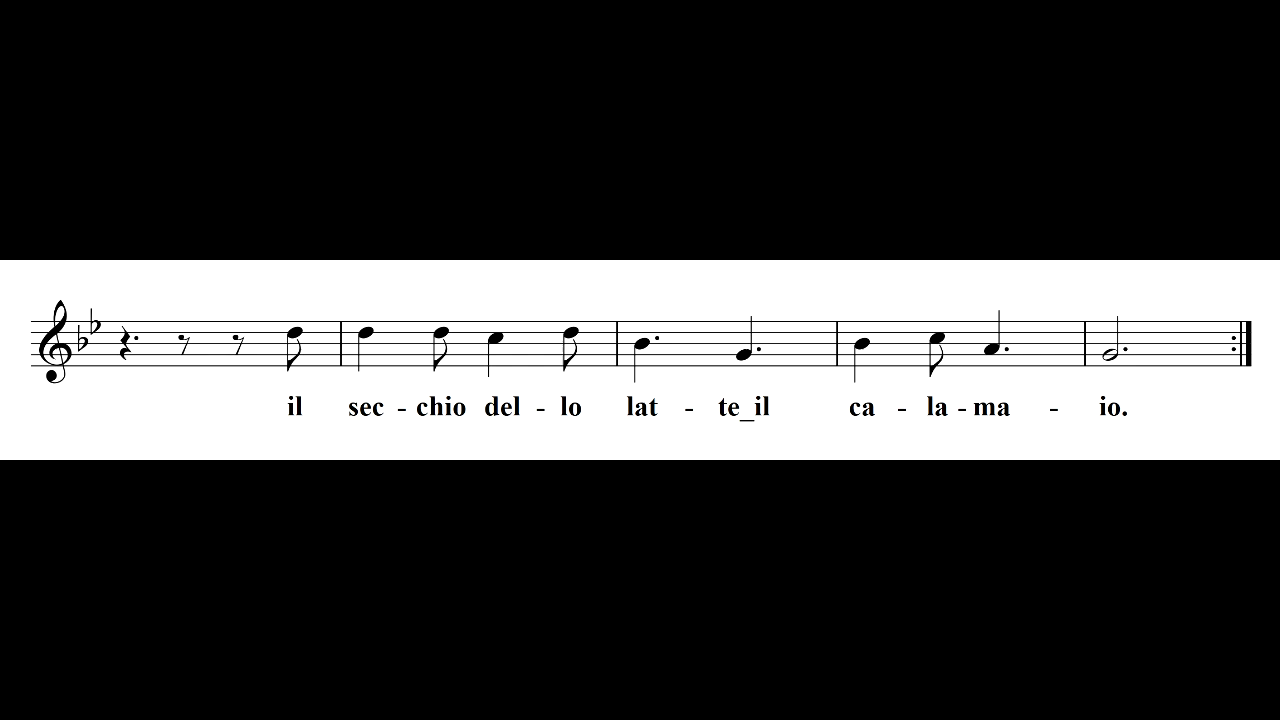 il sec - chio del - lo lat - te_il ca - la - ma - io.